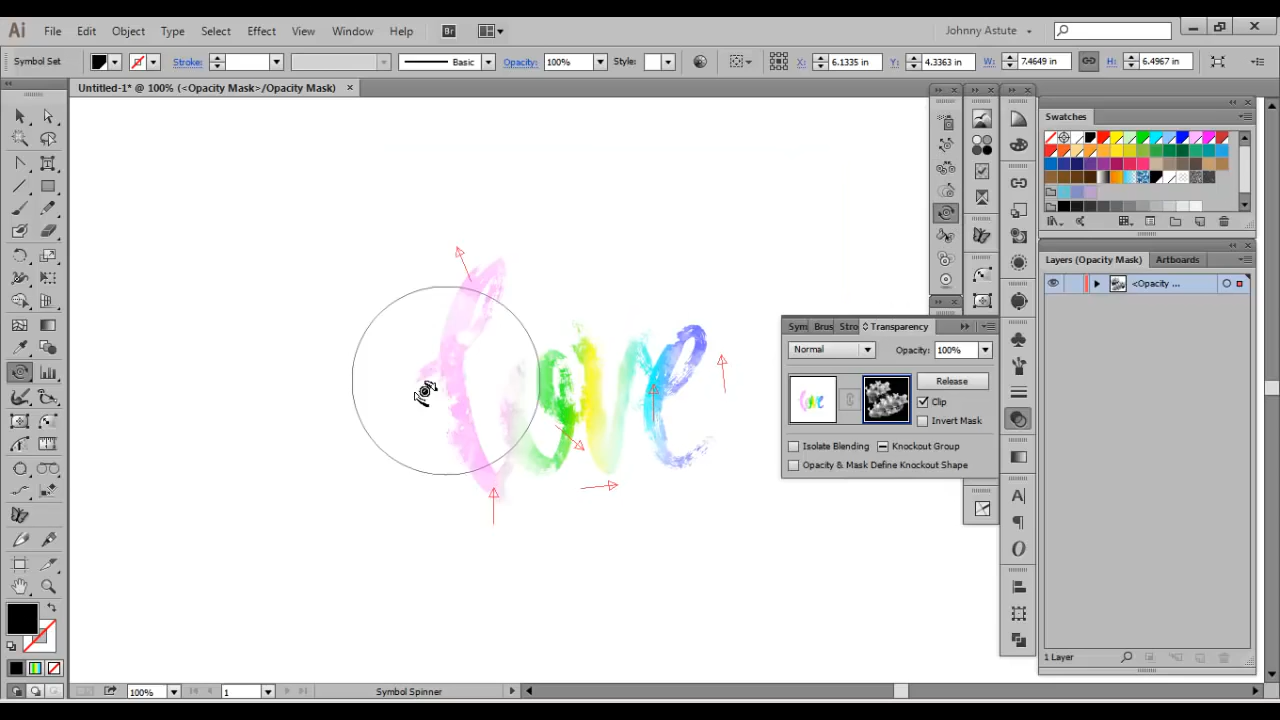 Ai File Edit Object Type Select Effect View Window Help Br Johnny Astute
Symbol Set Stroke: Basic Opacity: 100% Style: X: 6.1335 in Y: 4.3363 in W: 7.4649 in H: 6.4967 in
Untitled-1* @ 100% (<Opacity Mask>/Opacity Mask)
Swatches
Layers (Opacity Mask) Artboards
<Opacity ...
Love
Sym Brus Stro Transparency
Normal Opacity: 100%
Release
Clip
Invert Mask
Isolate Blending Knockout Group
Opacity & Mask Define Knockout Shape
1 Layer
100% 1 Symbol Spinner